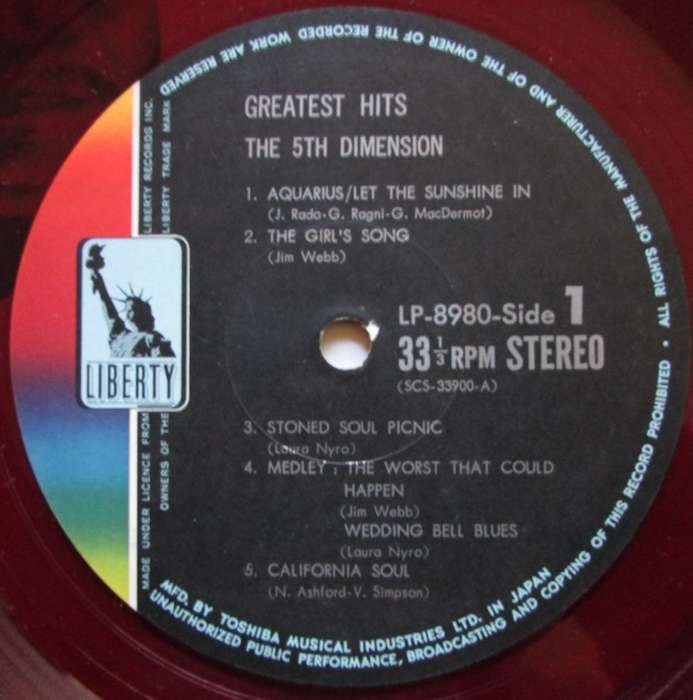 GREATEST HITS
THE 5TH DIMENSION
1. AQUARIUS/LET THE SUNSHINE IN
(J. Rado-G. Ragni-G. MacDermot)
2. THE GIRL'S SONG
(Jim Webb)
LP-8980-Side 1
33 1/3 RPM STEREO
(SCS-33900-A)
3. STONED SOUL PICNIC
(Laura Nyro)
4. MEDLEY : THE WORST THAT COULD
HAPPEN
(Jim Webb)
WEDDING BELL BLUES
(Laura Nyro)
5. CALIFORNIA SOUL
(N. Ashford-V. Simpson)
LIBERTY
MADE UNDER LICENCE FROM LIBERTY RECORDS INC.
OWNERS OF THE LIBERTY TRADE MARK
MFD. BY TOSHIBA MUSICAL INDUSTRIES LTD. IN JAPAN
UNAUTHORIZED PUBLIC PERFORMANCE, BROADCASTING AND COPYING OF THIS RECORD PROHIBITED • ALL RIGHTS OF THE MANUFACTURER AND OF THE OWNER OF THE RECORDED WORK ARE RESERVED